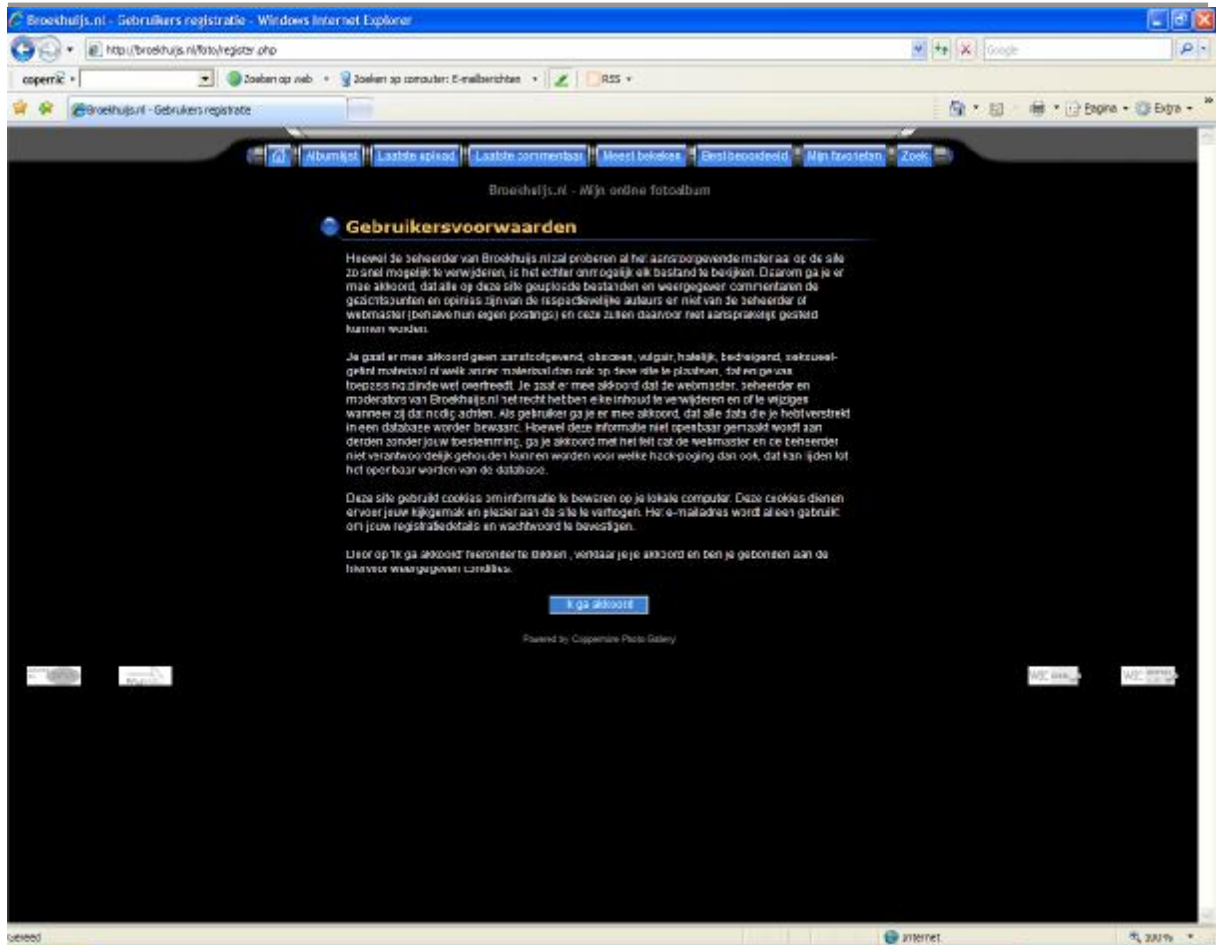 Broekhuijs.nl - Gebruikers registratie - Windows Internet Explorer
http://broekhuijs.nl/foto/register.php
Google
copernic
Zoeken op web
Zoeken op computer: E-mailberichten
RSS
Broekhuijs.nl - Gebruikers registratie
Pagina
Extra
Albumlijst
Laatste upload
Laatste commentaar
Meest bekeken
Best beoordeeld
Mijn favorieten
Zoek
Broekhuijs.nl - Mijn online fotoalbum
Gebruikersvoorwaarden
Hoewel de beheerder van Broekhuijs.nl zal proberen al het aanstootgevende materiaal op de site
zo snel mogelijk te verwijderen, is het echter onmogelijk elk bestand te bekijken. Daarom ga je er
mee akkoord, dat alle op deze site geuploade bestanden en weergegeven commentaren de
gezichtspunten en opinies zijn van de respectievelijke auteurs en niet van de beheerder of
webmaster (behalve hun eigen postings) en deze zullen daarvoor niet aansprakelijk gesteld
kunnen worden.
Je gaat er mee akkoord geen aanstootgevend, obsceen, vulgair, hatelijk, bedreigend, seksueel-
getint materiaal of welk ander materiaal dan ook op deze site te plaatsen, dat enige van
toepassing zijnde wet overtreedt. Je gaat er mee akkoord dat de webmaster, beheerder en
moderators van Broekhuijs.nl het recht hebben elke inhoud te verwijderen en of te wijzigen
wanneer zij dat nodig achten. Als gebruiker ga je er mee akkoord, dat alle data die je hebt verstrekt
in een database worden bewaard. Hoewel deze informatie niet openbaar gemaakt wordt aan
derden zonder jouw toestemming, ga je akkoord met het feit dat de webmaster en de beheerder
niet verantwoordelijk gehouden kunnen worden voor welke hack-poging dan ook, dat kan lijden tot
het openbaar worden van de database.
Deze site gebruikt cookies om informatie te bewaren op je lokale computer. Deze cookies dienen
ervoor jouw kijkgemak en plezier aan de site te verhogen. Het e-mailadres wordt alleen gebruikt
om jouw registratiedetails en wachtwoord te bevestigen.
Door op 'Ik ga akkoord' hieronder te klikken, verklaar je je akkoord en ben je gebonden aan de
hiervoor weergegeven condities.
Ik ga akkoord
Powered by Coppermine Photo Gallery
W3C
W3C
Gereed
Internet
100%